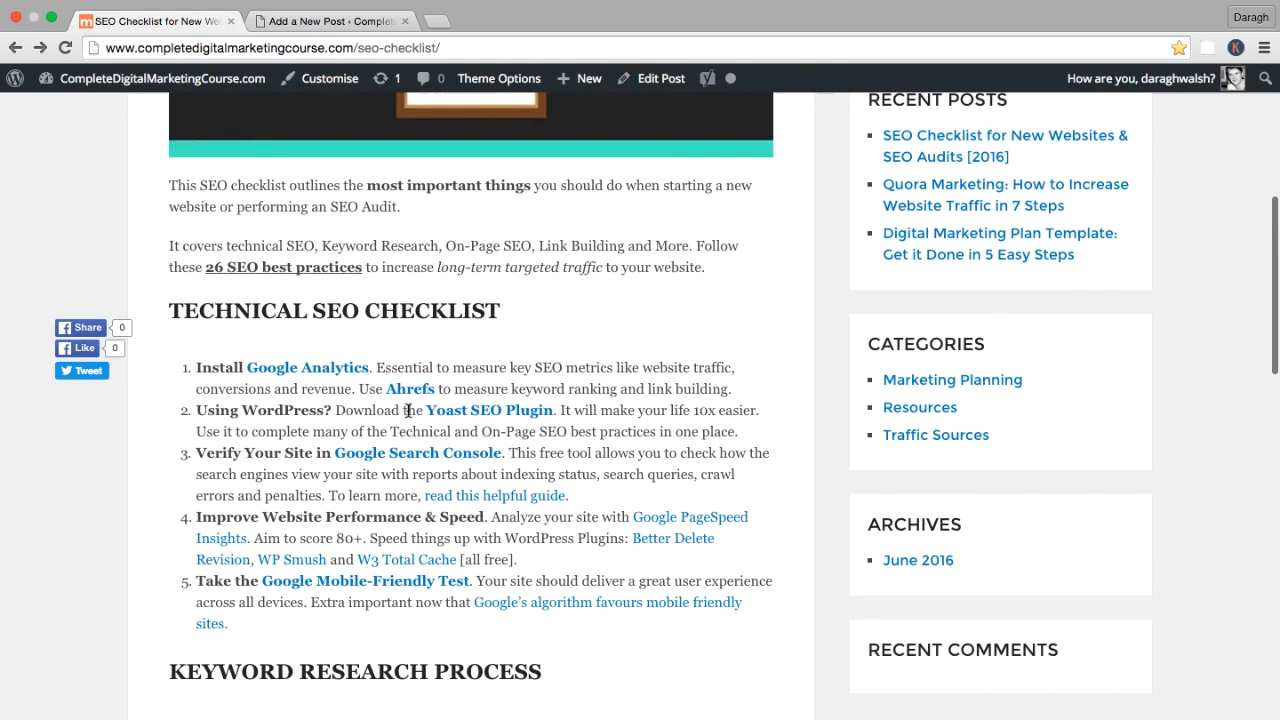 SEO Checklist for New We
Add a New Post ‹ Complet
Daragh
www.completedigitalmarketingcourse.com/seo-checklist/
CompleteDigitalMarketingCourse.com Customise 1 0 Theme Options New Edit Post How are you, daraghwalsh?
This SEO checklist outlines the most important things you should do when starting a new
website or performing an SEO Audit.
It covers technical SEO, Keyword Research, On-Page SEO, Link Building and More. Follow
these 26 SEO best practices to increase long-term targeted traffic to your website.
TECHNICAL SEO CHECKLIST
Share 0
Like 0
Tweet
1. Install Google Analytics. Essential to measure key SEO metrics like website traffic,
conversions and revenue. Use Ahrefs to measure keyword ranking and link building.
2. Using WordPress? Download the Yoast SEO Plugin. It will make your life 10x easier.
Use it to complete many of the Technical and On-Page SEO best practices in one place.
3. Verify Your Site in Google Search Console. This free tool allows you to check how the
search engines view your site with reports about indexing status, search queries, crawl
errors and penalties. To learn more, read this helpful guide.
4. Improve Website Performance & Speed. Analyze your site with Google PageSpeed
Insights. Aim to score 80+. Speed things up with WordPress Plugins: Better Delete
Revision, WP Smush and W3 Total Cache [all free].
5. Take the Google Mobile-Friendly Test. Your site should deliver a great user experience
across all devices. Extra important now that Google's algorithm favours mobile friendly
sites.
KEYWORD RESEARCH PROCESS
RECENT POSTS
SEO Checklist for New Websites &
SEO Audits [2016]
Quora Marketing: How to Increase
Website Traffic in 7 Steps
Digital Marketing Plan Template:
Get it Done in 5 Easy Steps
CATEGORIES
Marketing Planning
Resources
Traffic Sources
ARCHIVES
June 2016
RECENT COMMENTS